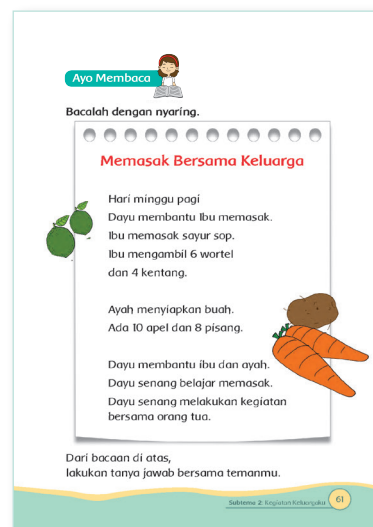 Ayo Membaca
Bacalah dengan nyaring.
Memasak Bersama Keluarga
Hari minggu pagi
Dayu membantu Ibu memasak.
Ibu memasak sayur sop.
Ibu mengambil 6 wortel
dan 4 kentang.
Ayah menyiapkan buah.
Ada 10 apel dan 8 pisang.
Dayu membantu ibu dan ayah.
Dayu senang belajar memasak.
Dayu senang melakukan kegiatan
bersama orang tua.
Dari bacaan di atas,
lakukan tanya jawab bersama temanmu.
Subtema 2: Kegiatan Keluargaku
61